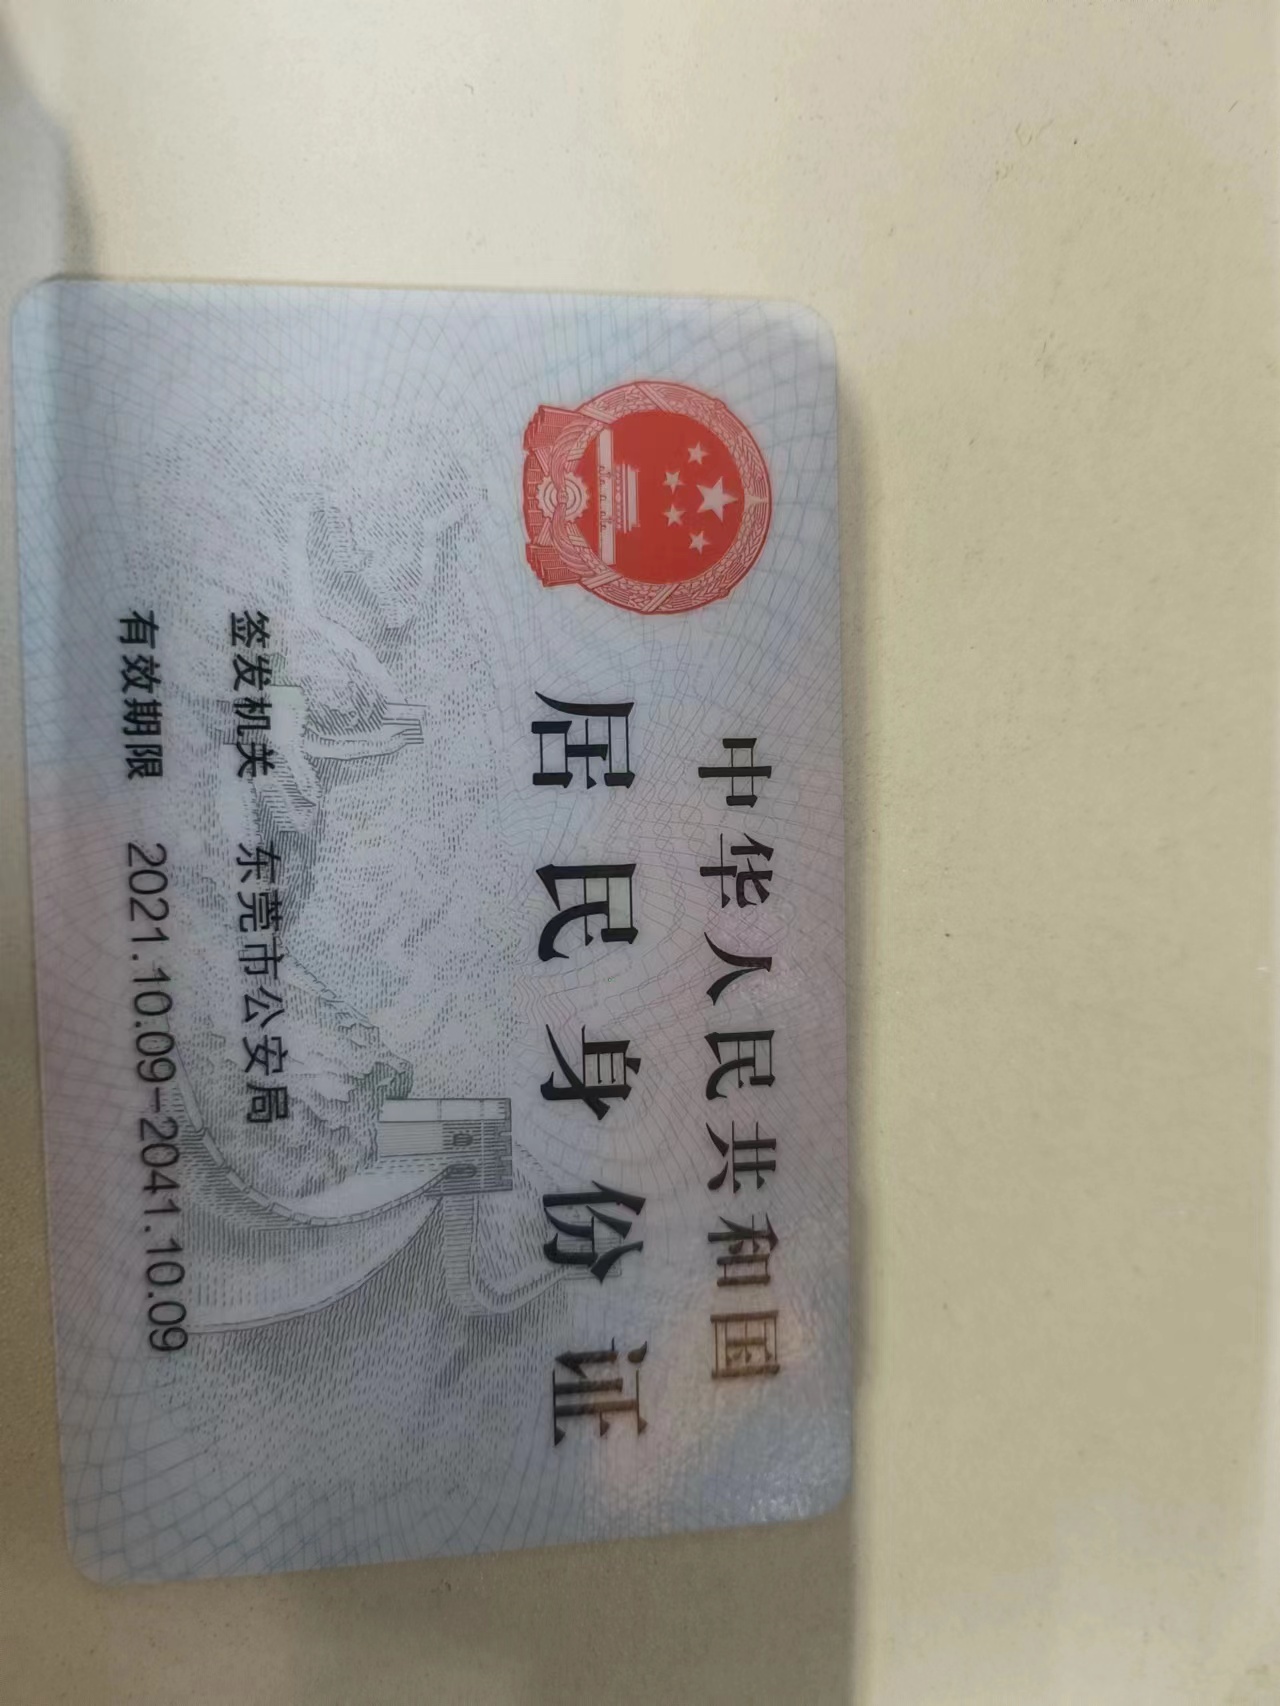 中华人民共和国
居民身份证
签发机关 东莞市公安局
有效期限 2021.10.09-2041.10.09